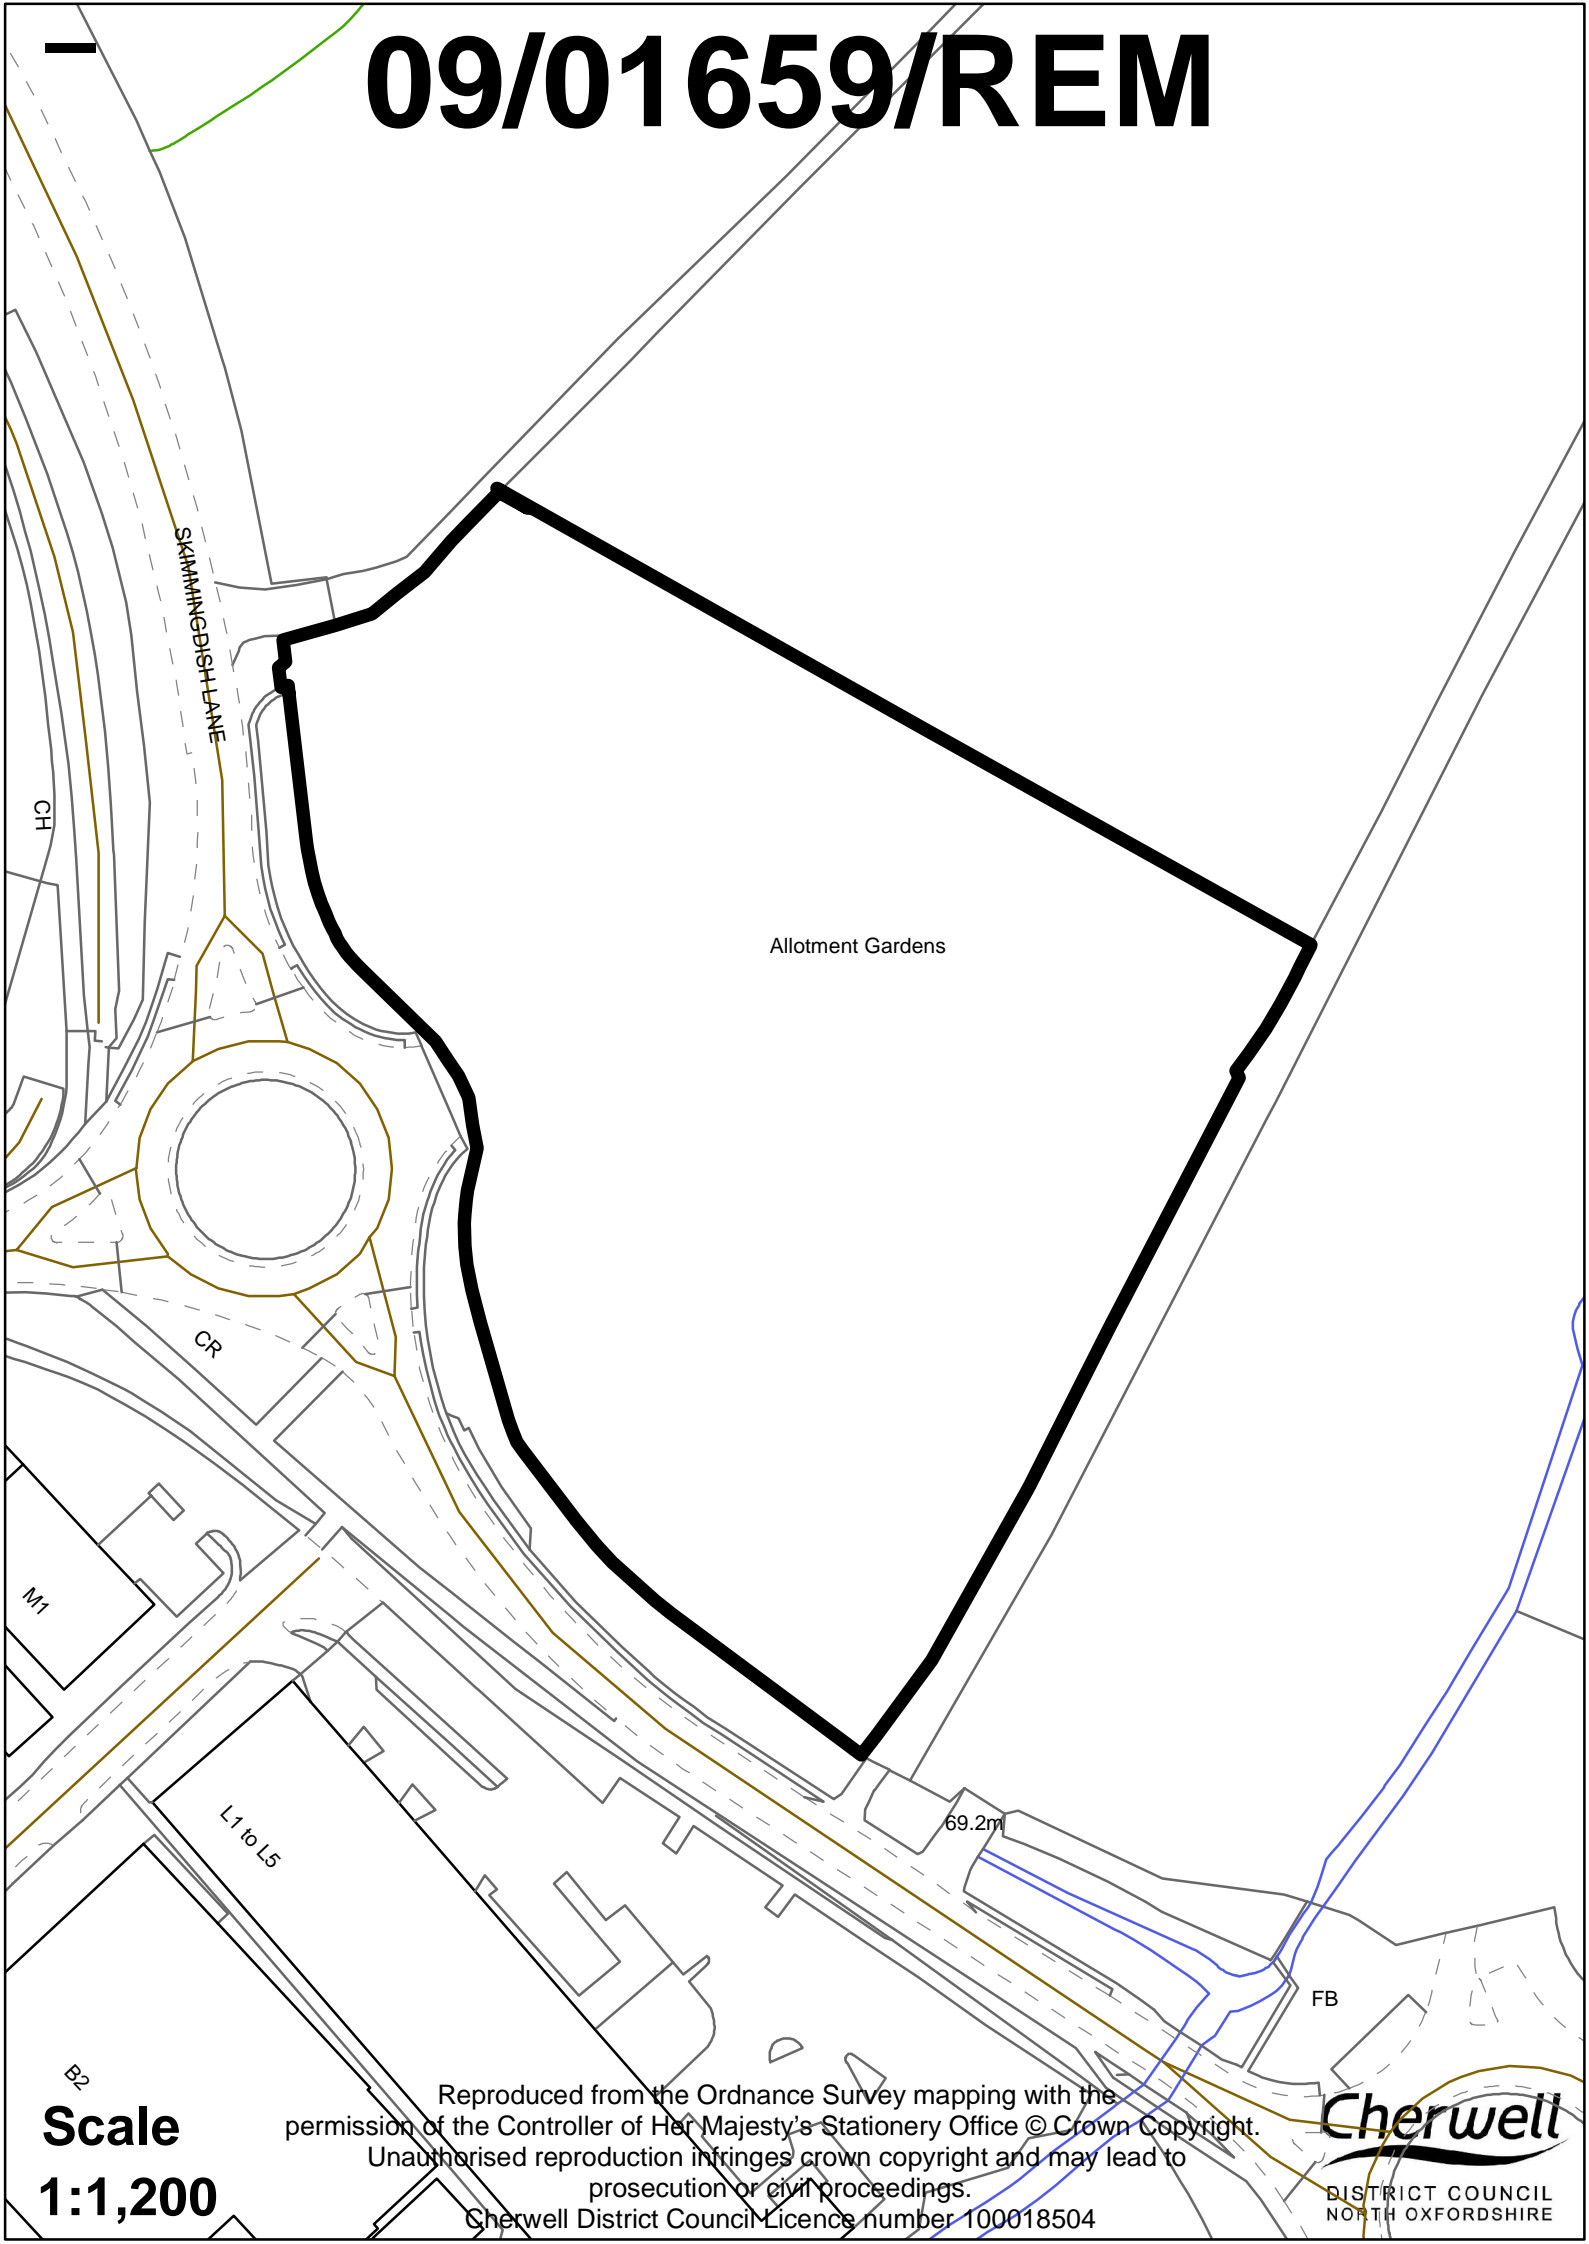 09/01659/REM
SKIMMINGDISH LANE
CH
Allotment Gardens
CR
M1
L1 to L5
69.2m
FB
B2
Scale
1:1,200
Reproduced from the Ordnance Survey mapping with the
permission of the Controller of Her Majesty's Stationery Office © Crown Copyright.
Unauthorised reproduction infringes crown copyright and may lead to
prosecution or civil proceedings.
Cherwell District Council Licence number 100018504
Cherwell
DISTRICT COUNCIL
NORTH OXFORDSHIRE